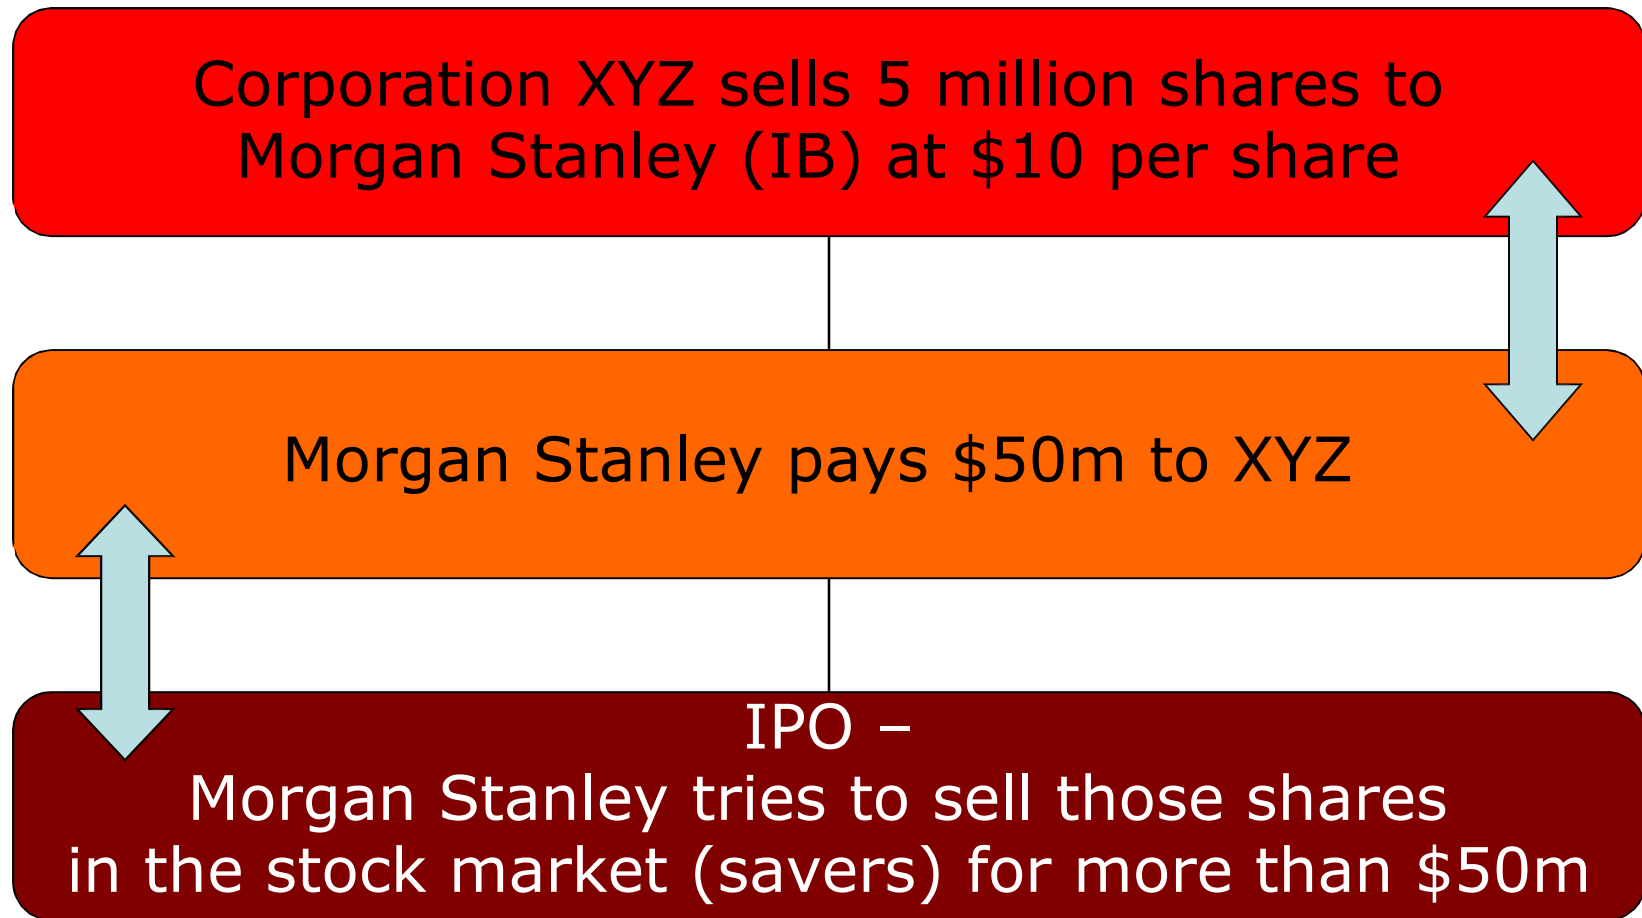 Corporation XYZ sells 5 million shares to
Morgan Stanley (IB) at $10 per share
Morgan Stanley pays $50m to XYZ
IPO –
Morgan Stanley tries to sell those shares
in the stock market (savers) for more than $50m